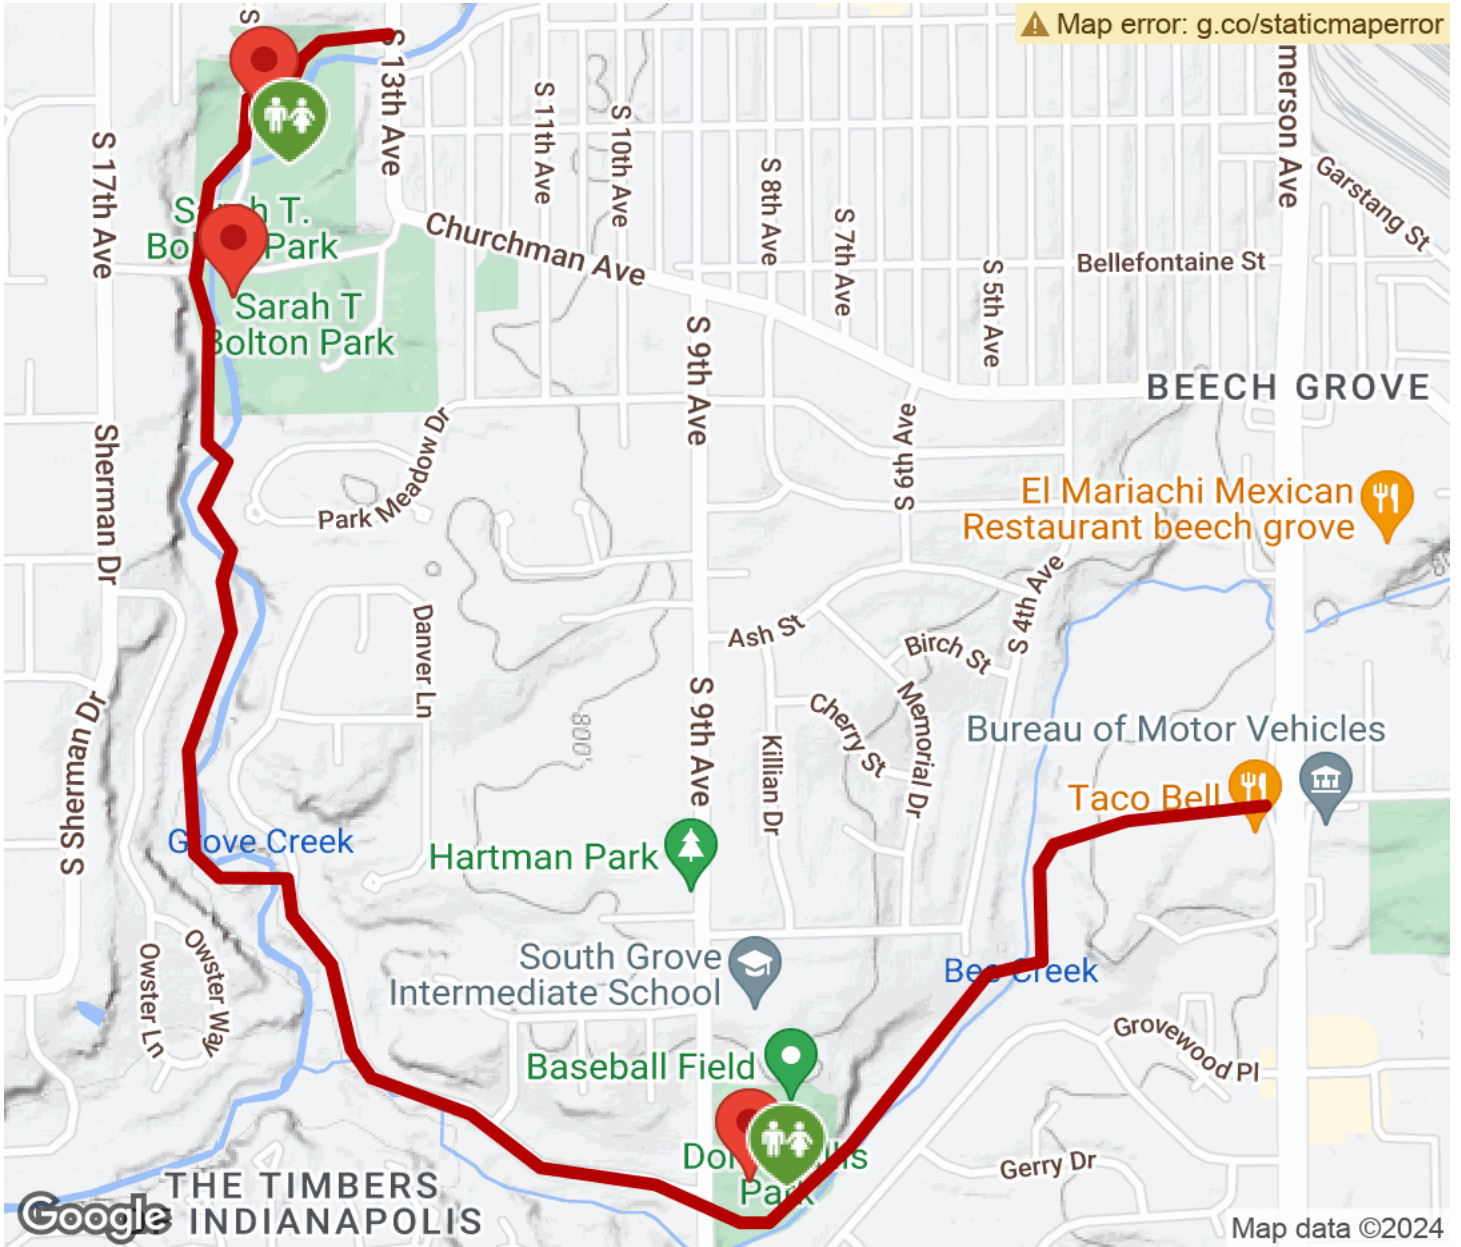 Map error: g.co/staticmaperror
S
S 13th Ave
S 17th Ave
S 11th Ave
S 10th Ave
S 8th Ave
S 7th Ave
S 5th Ave
merson Ave
Garstang St
Churchman Ave
Bellefontaine St
Park
Sarah T
Bolton Park
S 9th Ave
BEECH GROVE
Sherman Dr
Park Meadow Dr
S 6th Ave
El Mariachi Mexican
Restaurant beech grove
S 4th Ave
Danver Ln
Ash St
Birch St
S Sherman Dr
800'
S 9th Ave
Cherry St
Memorial Dr
Killian Dr
Bureau of Motor Vehicles
Taco Bell
Grove Creek
Hartman Park
Owster Ln
Owster Way
South Grove
Intermediate School
Creek
Grovewood Pl
Baseball Field
Park
Gerry Dr
THE TIMBERS
INDIANAPOLIS
Google
Map data ©2024